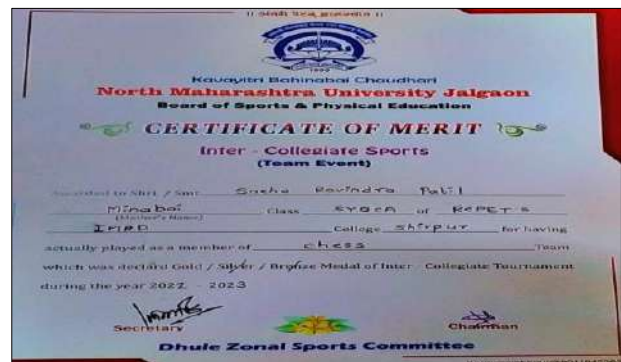 Kavayitri Bahinabai Chaudhari
North Maharashtra University Jalgaon
Board of Sports & Physical Education
CERTIFICATE OF MERIT
Inter - Collegiate Sports
(Team Event)
Awarded to Shri. / Smt. Ravindra Patil
Minabai Class SYBCA of RCPET's
(Mother's Name)
IMRD College Shirpur for having
actually played as a member of chess Team
which was declard Gold / Silver / Bronze Medal of Inter - Collegiate Tournament
during the year 2022 - 2023
Secretary Chairman
Dhule Zonal Sports Committee